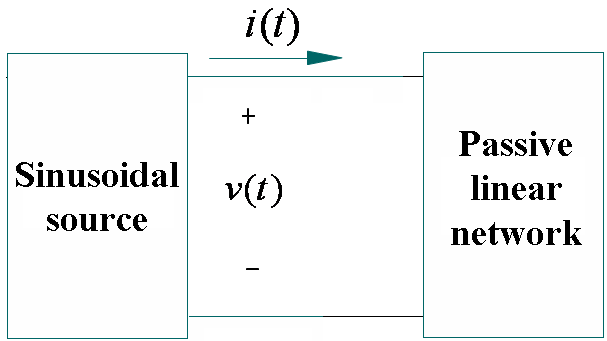 i(t)
+
Sinusoidal
source
v(t)
−
Passive
linear
network